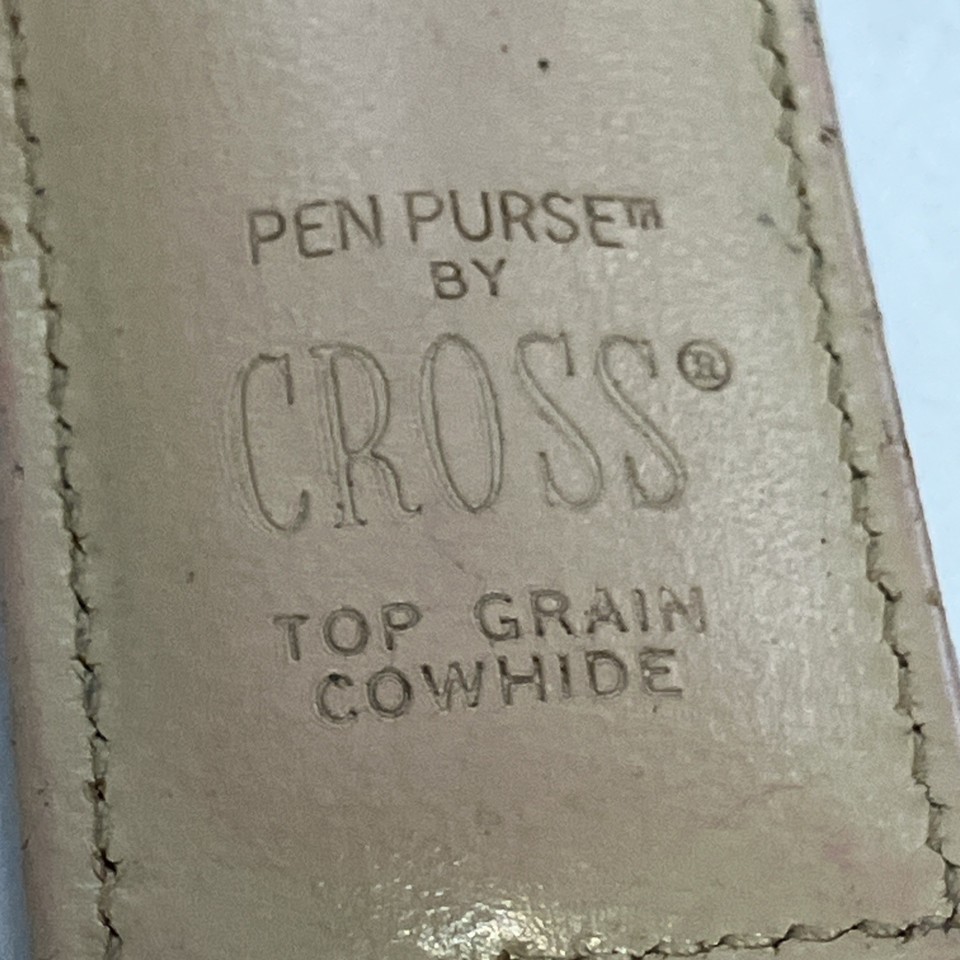 PEN PURSE™
BY
CROSS®
TOP GRAIN
COWHIDE